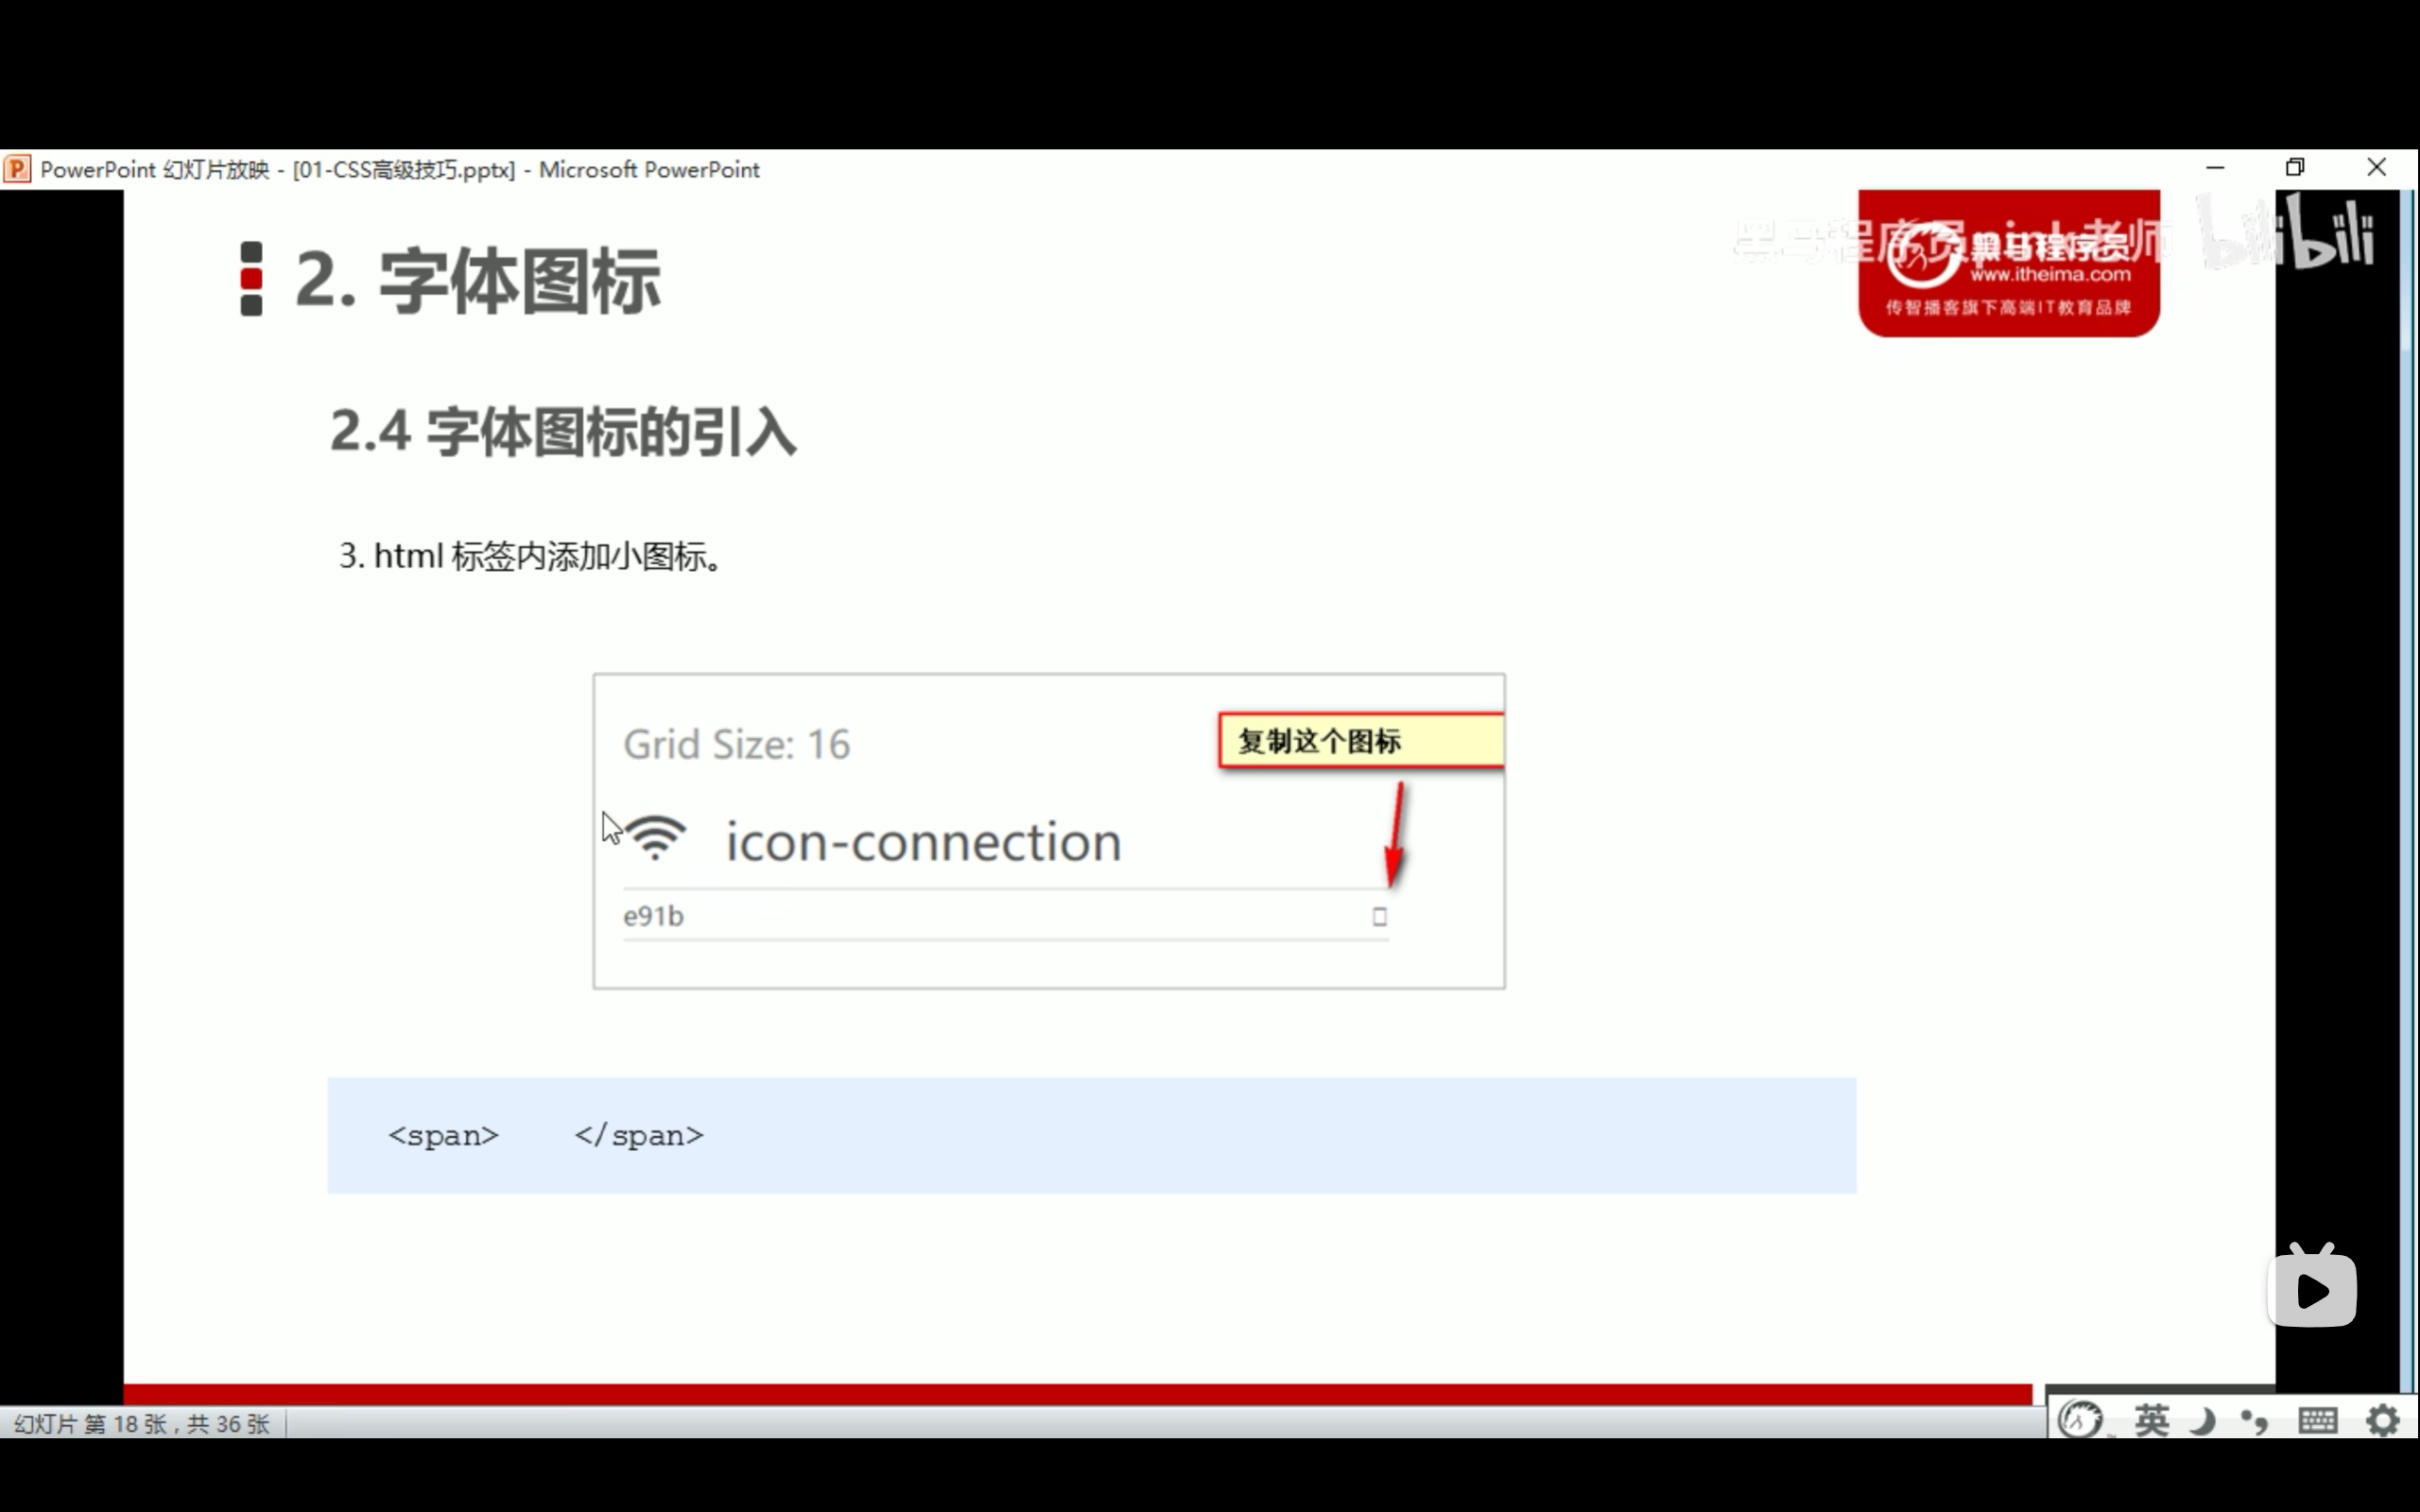 PowerPoint 幻灯片放映 - [01-CSS高级技巧.pptx] - Microsoft PowerPoint
黑马程序员pink老师
bilibili
2. 字体图标
黑马程序员
www.itheima.com
传智播客旗下高端IT教育品牌
2.4 字体图标的引入
3. html 标签内添加小图标。
Grid Size: 16
复制这个图标
icon-connection
e91b
<span>    </span>
幻灯片 第 18 张 , 共 36 张
英